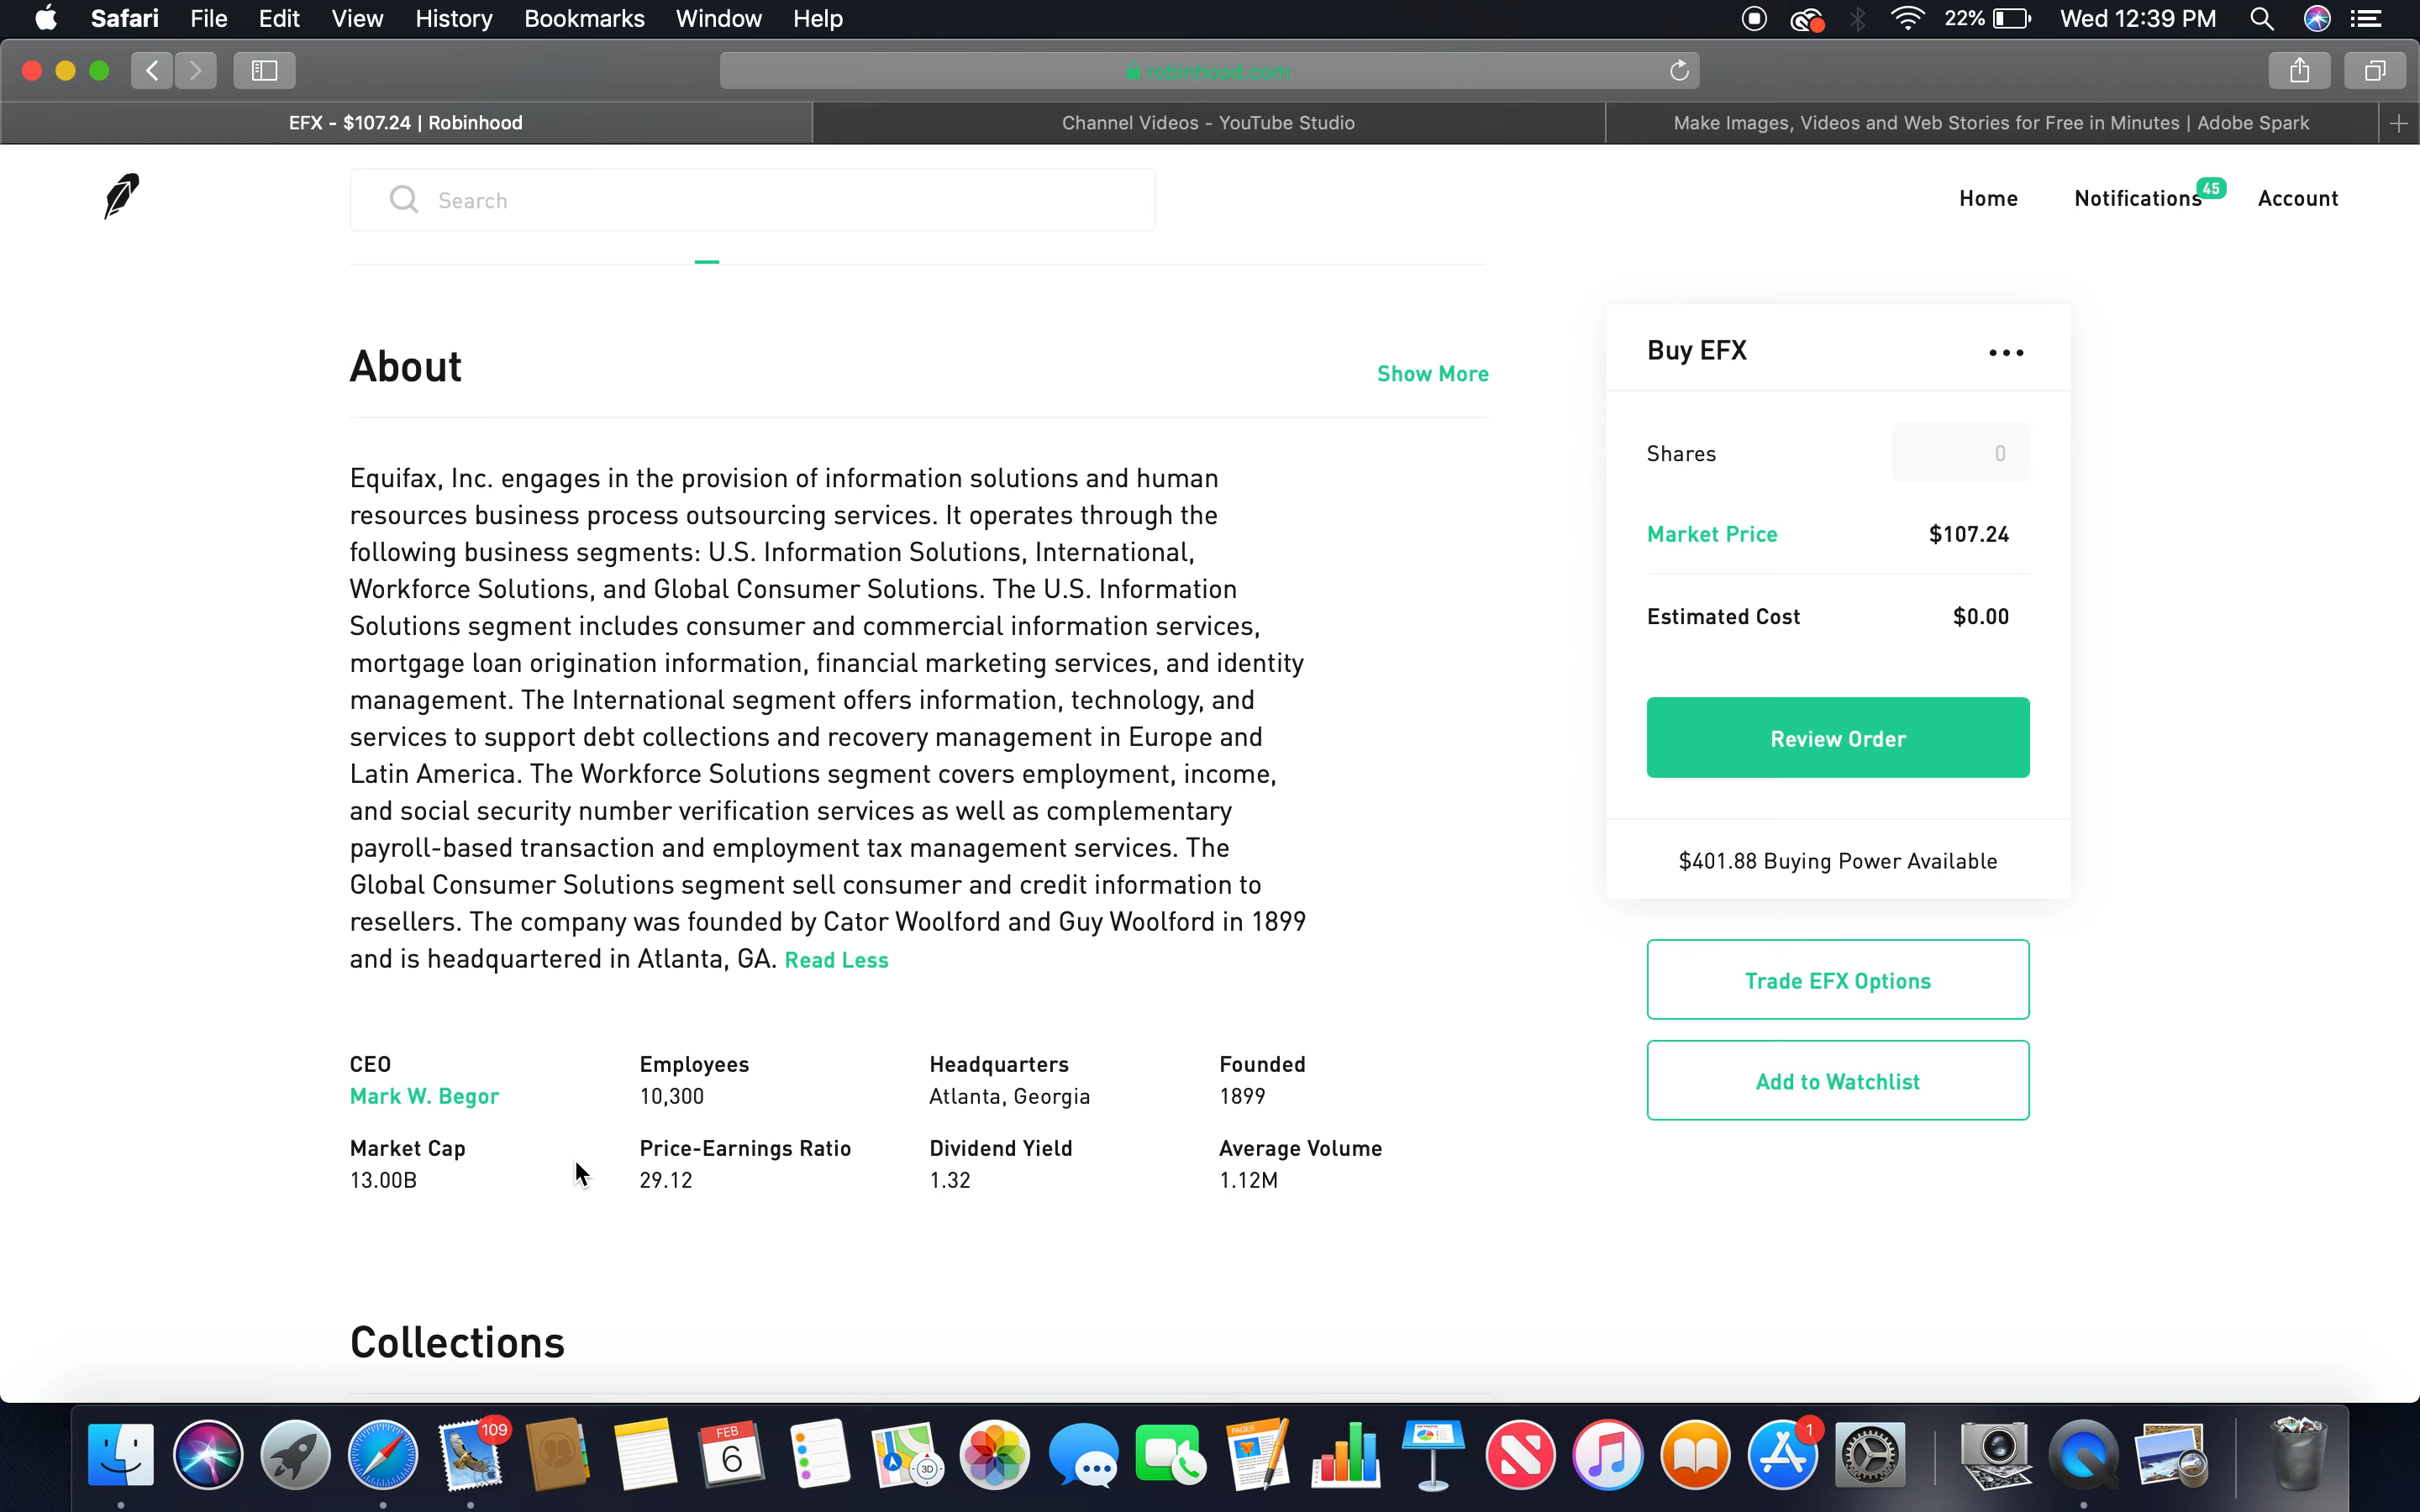 Safari File Edit View History Bookmarks Window Help 22% Wed 12:39 PM
robinhood.com
EFX - $107.24 | Robinhood Channel Videos - YouTube Studio Make Images, Videos and Web Stories for Free in Minutes | Adobe Spark
Search Home Notifications 45 Account
About Show More
Equifax, Inc. engages in the provision of information solutions and human
resources business process outsourcing services. It operates through the
following business segments: U.S. Information Solutions, International,
Workforce Solutions, and Global Consumer Solutions. The U.S. Information
Solutions segment includes consumer and commercial information services,
mortgage loan origination information, financial marketing services, and identity
management. The International segment offers information, technology, and
services to support debt collections and recovery management in Europe and
Latin America. The Workforce Solutions segment covers employment, income,
and social security number verification services as well as complementary
payroll-based transaction and employment tax management services. The
Global Consumer Solutions segment sell consumer and credit information to
resellers. The company was founded by Cator Woolford and Guy Woolford in 1899
and is headquartered in Atlanta, GA. Read Less
CEO Employees Headquarters Founded
Mark W. Begor 10,300 Atlanta, Georgia 1899
Market Cap Price-Earnings Ratio Dividend Yield Average Volume
13.00B 29.12 1.32 1.12M
Collections
Buy EFX
Shares 0
Market Price $107.24
Estimated Cost $0.00
Review Order
$401.88 Buying Power Available
Trade EFX Options
Add to Watchlist
109
FEB
6
3D
PAGES
1